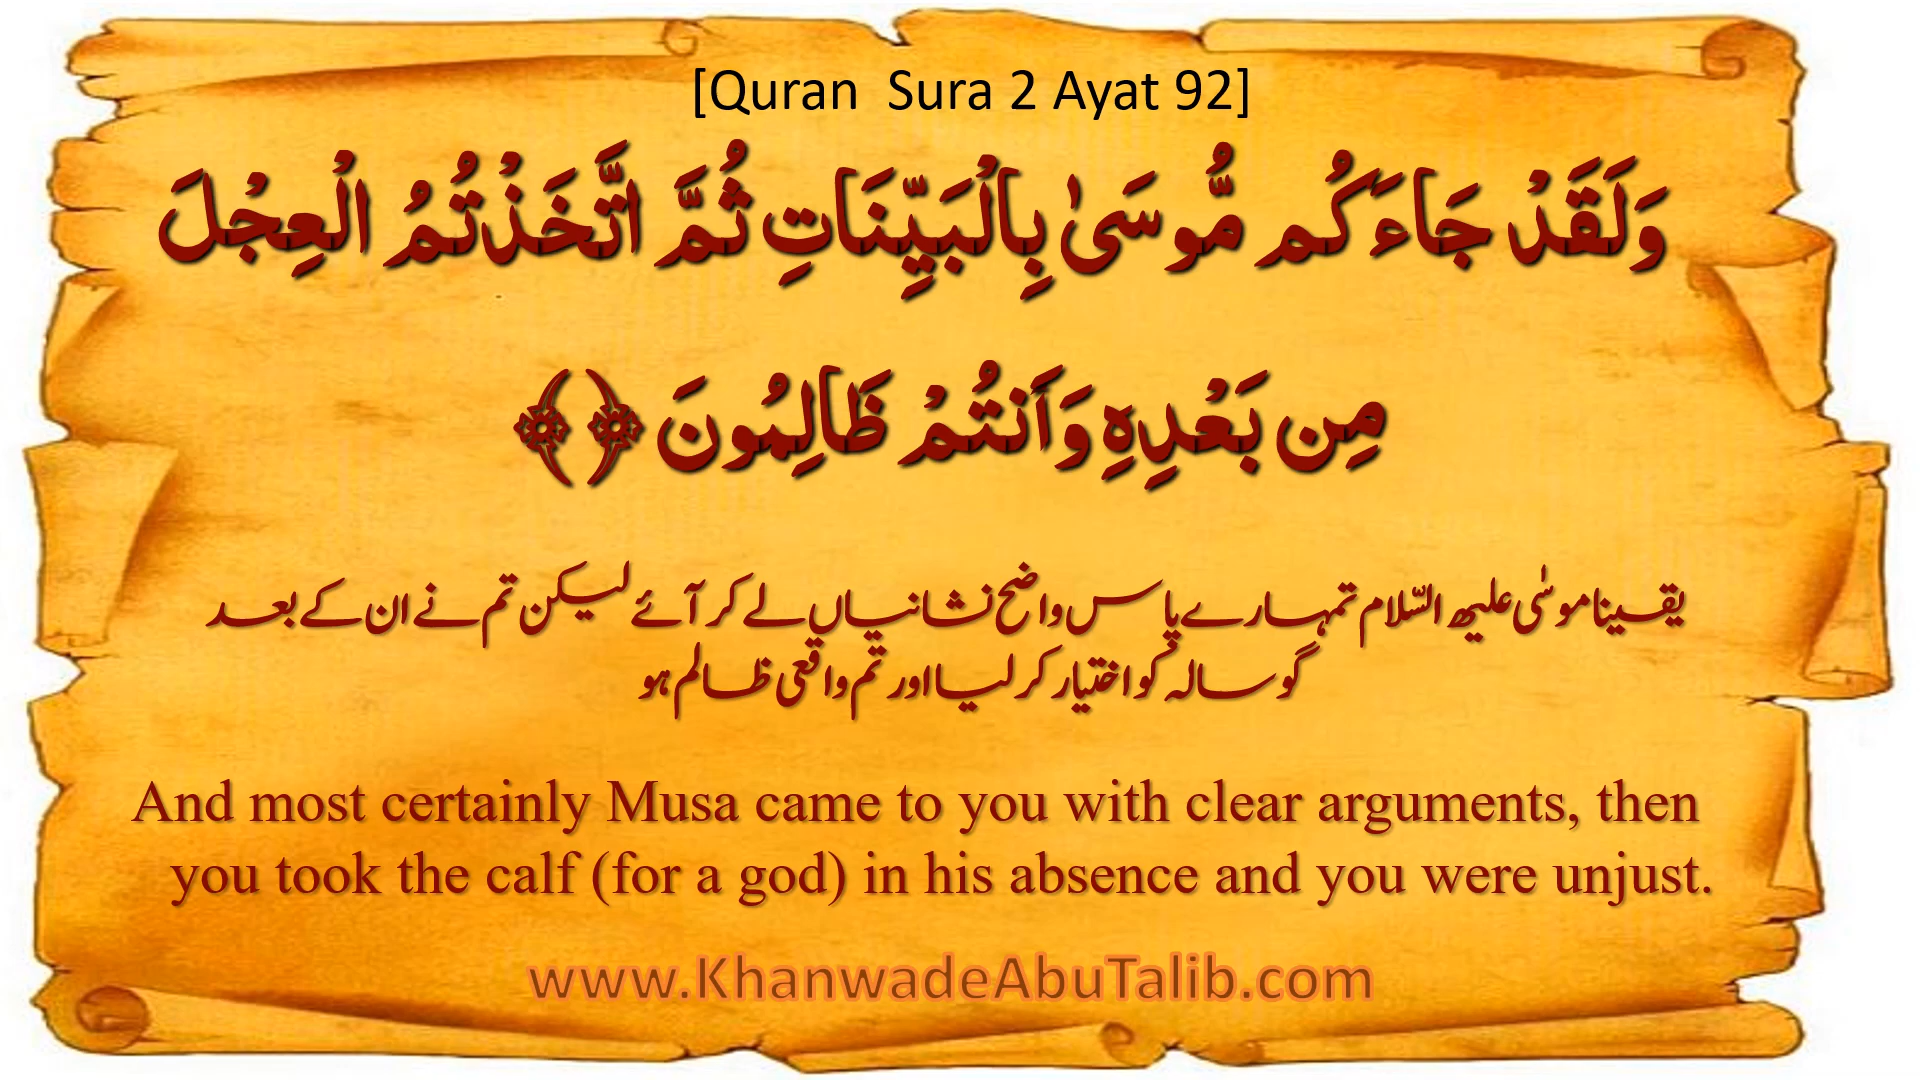 [Quran  Sura 2 Ayat 92]
وَلَقَدْ جَاءَكُم مُّوسَىٰ بِالْبَيِّنَاتِ ثُمَّ اتَّخَذْتُمُ الْعِجْلَ
مِن بَعْدِهِ وَأَنتُمْ ظَالِمُونَ ﴿﴾
یقیناموسٰی علیھ السّلام تمہارے پاس واضح نشانیاں لے کر آئے لیکن تم نے ان کے بعد
گوسالہ کو اختیار کرلیا اور تم واقعی ظالم ہو
And most certainly Musa came to you with clear arguments, then
you took the calf (for a god) in his absence and you were unjust.
www.KhanwadeAbuTalib.com